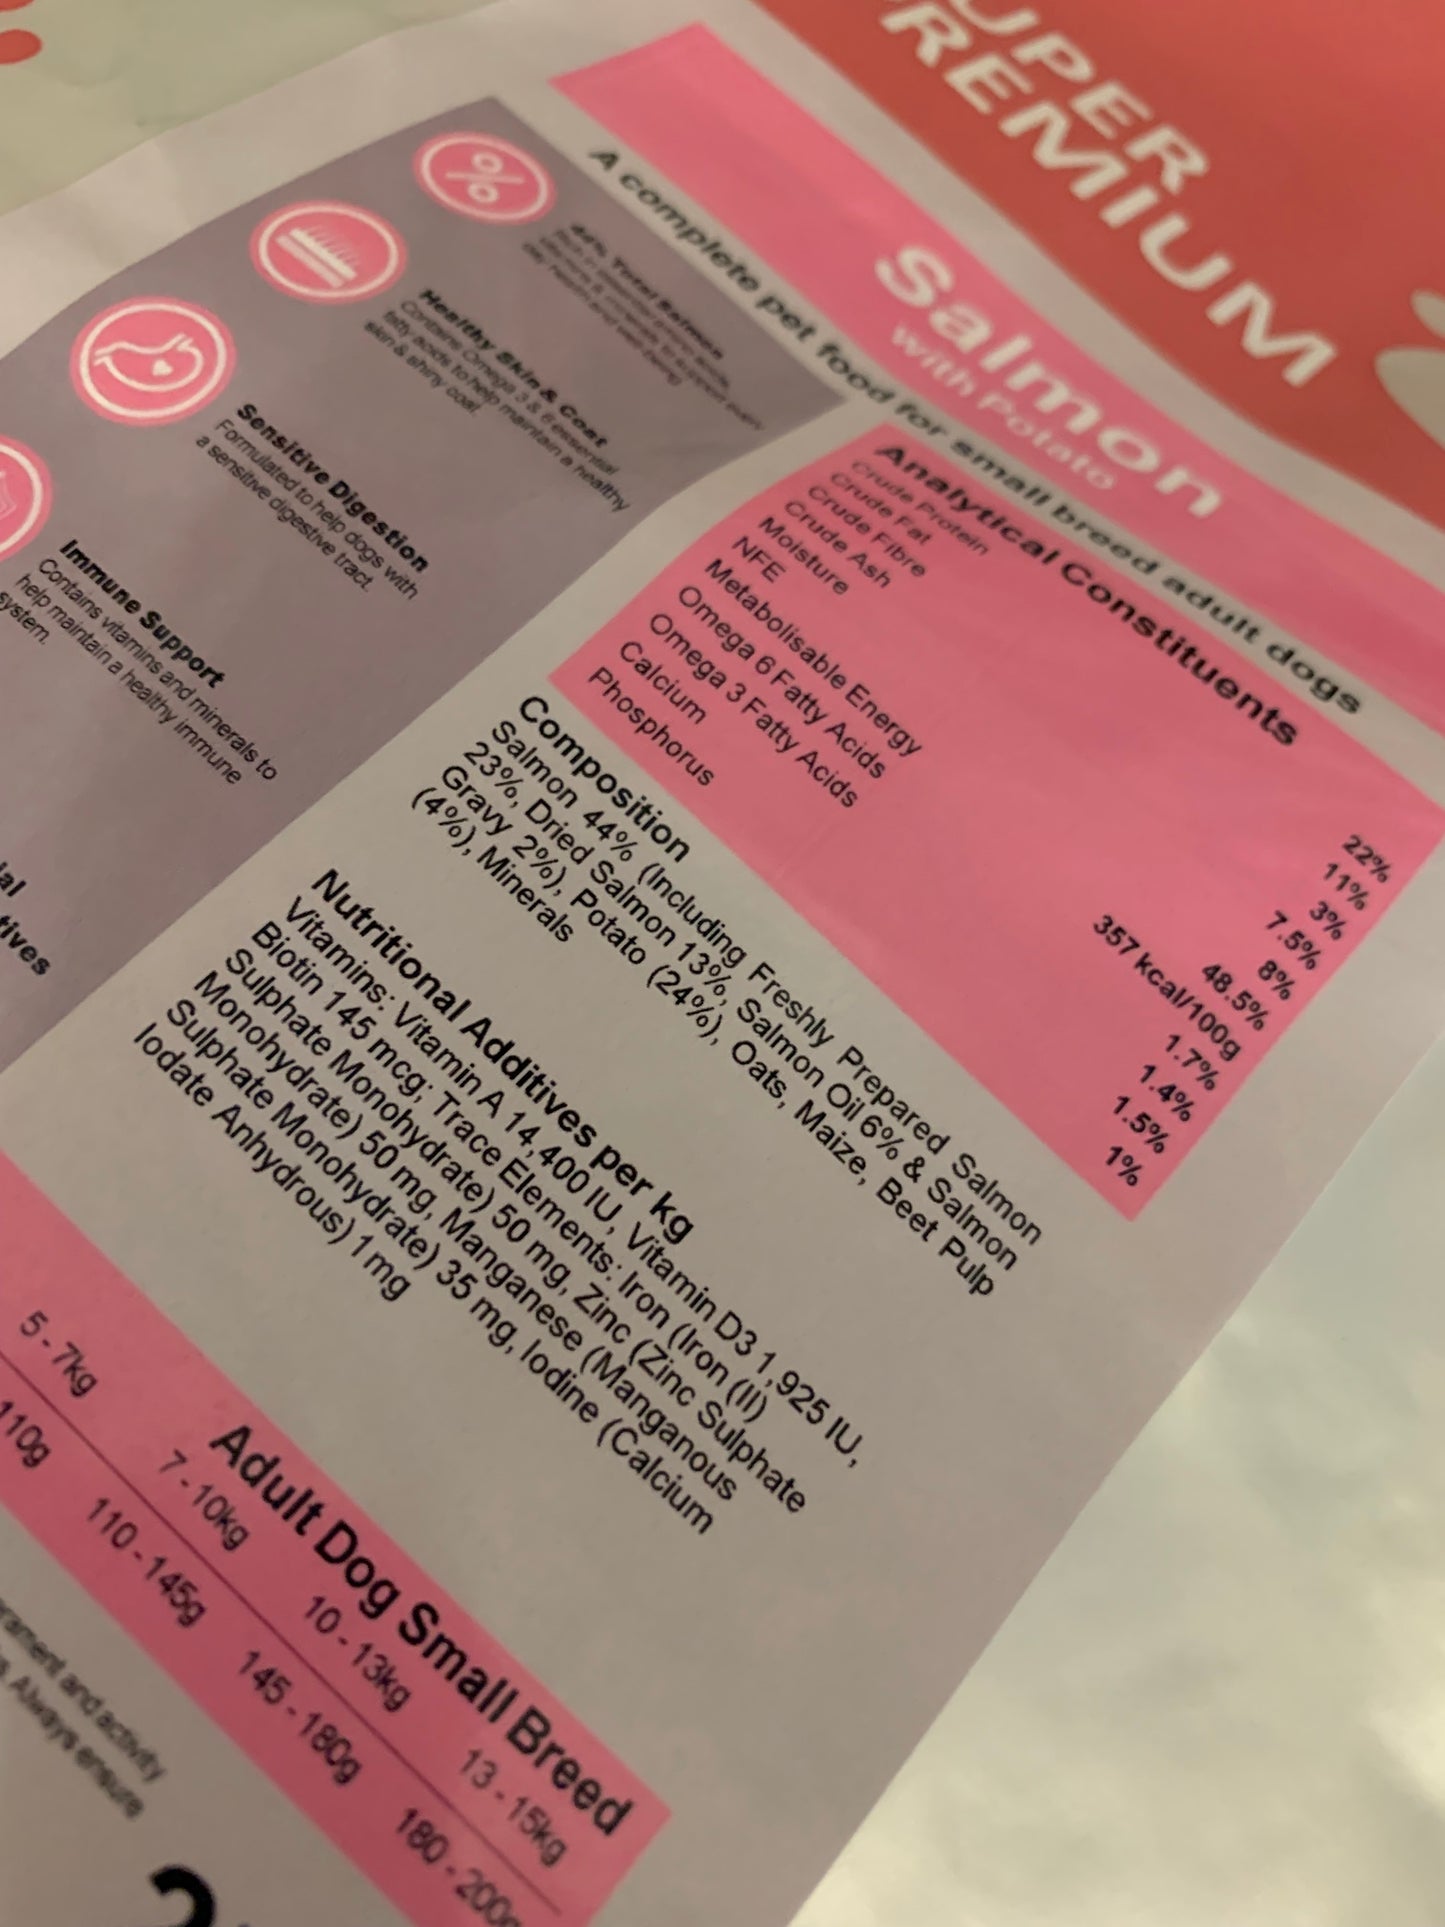 SUPER
PREMIUM
Salmon
with Potato
A complete pet food for small breed adult dogs
44% Total Salmon
Healthy Skin & Coat
Contains Omega 3 & 6 essential
fatty acids to help maintain a healthy
skin & shiny coat.
Sensitive Digestion
Formulated to help dogs with
a sensitive digestive tract.
Immune Support
Contains vitamins and minerals to
help maintain a healthy immune
system.
Analytical Constituents
Crude Protein 22%
Crude Fat 11%
Crude Fibre 3%
Crude Ash 7.5%
Moisture 8%
NFE 48.5%
Metabolisable Energy 357 kcal/100g
Omega 6 Fatty Acids 1.7%
Omega 3 Fatty Acids 1.4%
Calcium 1.5%
Phosphorus 1%
Composition
Salmon 44% (Including Freshly Prepared Salmon
23%, Dried Salmon 13%, Salmon Oil 6% & Salmon
Gravy 2%), Potato (24%), Oats, Maize, Beet Pulp
(4%), Minerals
Nutritional Additives per kg
Vitamins: Vitamin A 14,400 IU, Vitamin D3 1,925 IU,
Biotin 145 mcg; Trace Elements: Iron (Iron (II)
Sulphate Monohydrate) 50 mg, Zinc (Zinc Sulphate
Monohydrate) 50 mg, Manganese (Manganous
Sulphate Monohydrate) 35 mg, Iodine (Calcium
Iodate Anhydrous) 1 mg
Adult Dog Small Breed
5 - 7kg 7 - 10kg 10 - 13kg 13 - 15kg
110g 110 - 145g 145 - 180g 180 - 200g
and activity
Always ensure